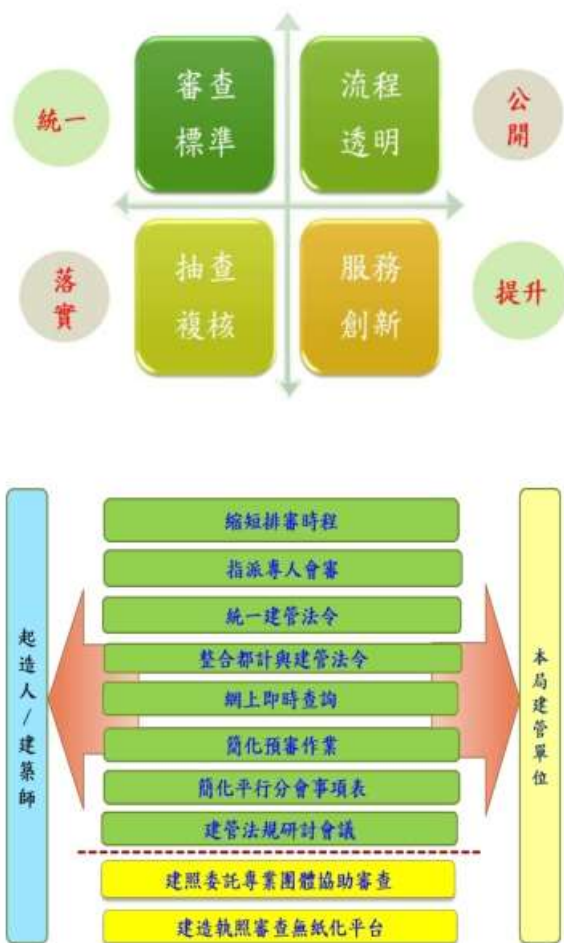 統一
審查
標準
流程
透明
公
開
落
實
抽查
複核
服務
創新
提升
起造人/建築師
縮短排審時程
指派專人會審
統一建管法令
整合都計與建管法令
網上即時查詢
簡化預審作業
簡化平行分會事項表
建管法規研討會議
建照委託專業團體協助審查
建造執照審查無紙化平台
本局建管單位